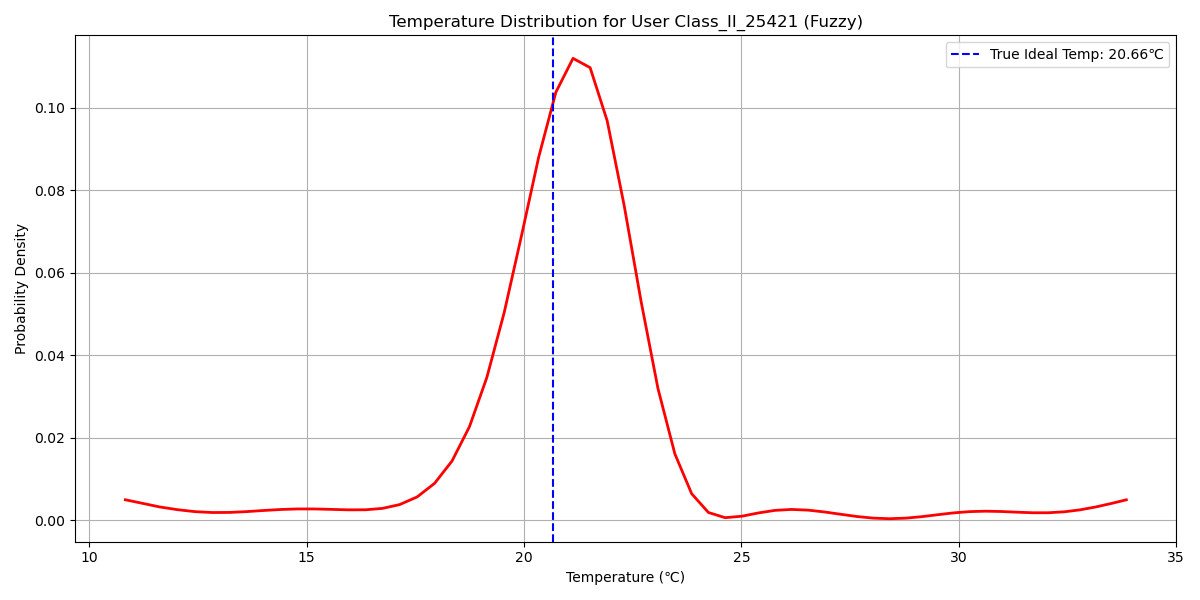 Temperature Distribution for User Class_II_25421 (Fuzzy)
True Ideal Temp: 20.66℃
Probability Density
0.10
0.08
0.06
0.04
0.02
0.00
10 15 20 25 30 35
Temperature (℃)